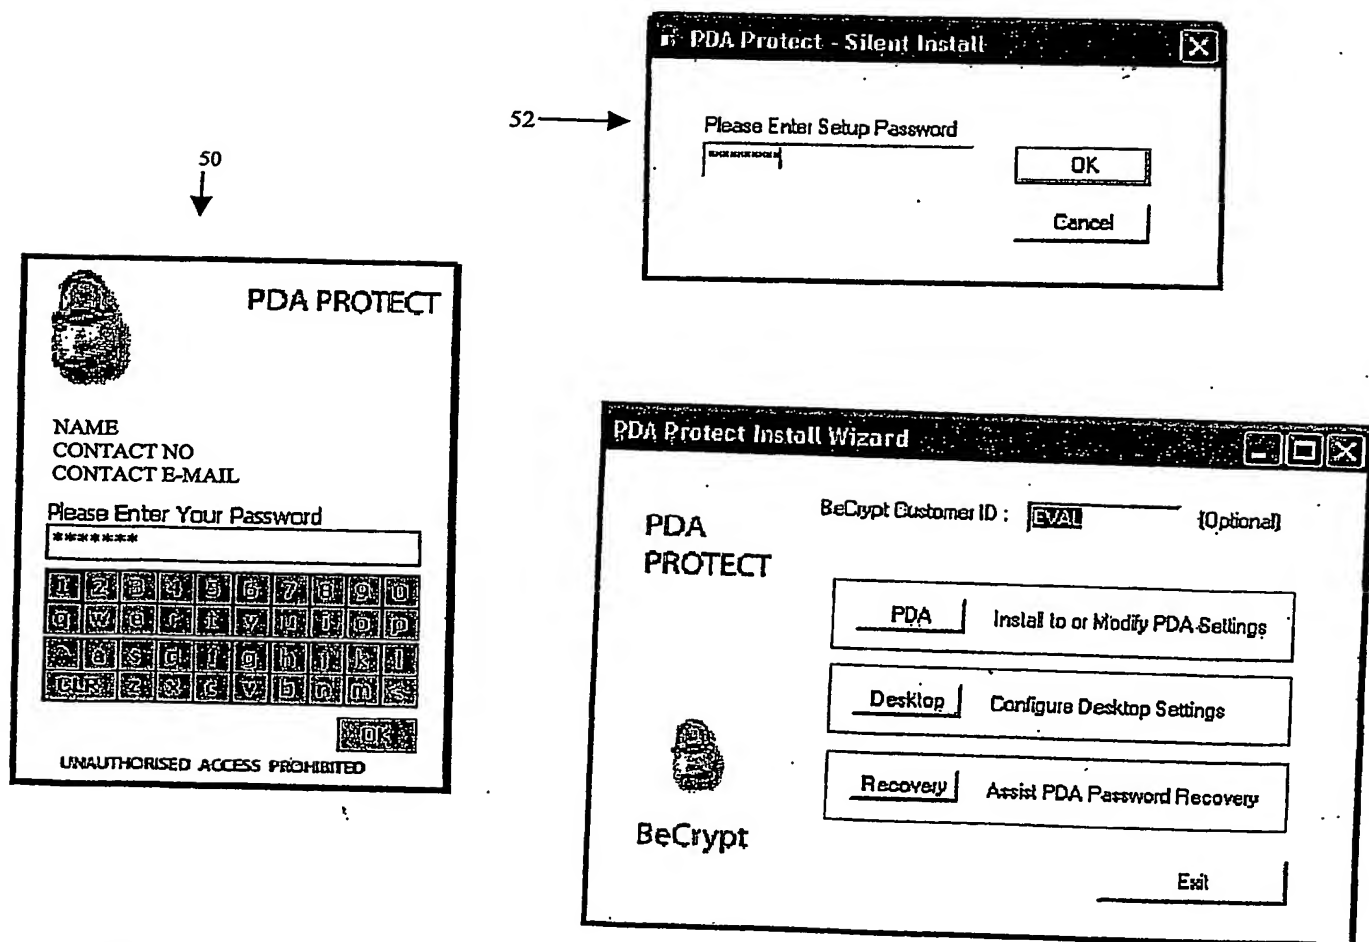 PDA Protect - Silent Install
52
Please Enter Setup Password
*********
OK
Cancel
50
PDA PROTECT
NAME
CONTACT NO
CONTACT E-MAIL
Please Enter Your Password
*******
1 2 3 4 5 6 7 8 9 0
q w e r t y u i o p
^ a s d f g h j k l
CLR z x c v b n m <
OK
UNAUTHORISED ACCESS PROHIBITED
PDA Protect Install Wizard
PDA
PROTECT
BeCrypt Customer ID : EVAL (Optional)
PDA Install to or Modify PDA Settings
Desktop Configure Desktop Settings
Recovery Assist PDA Password Recovery
BeCrypt
Exit